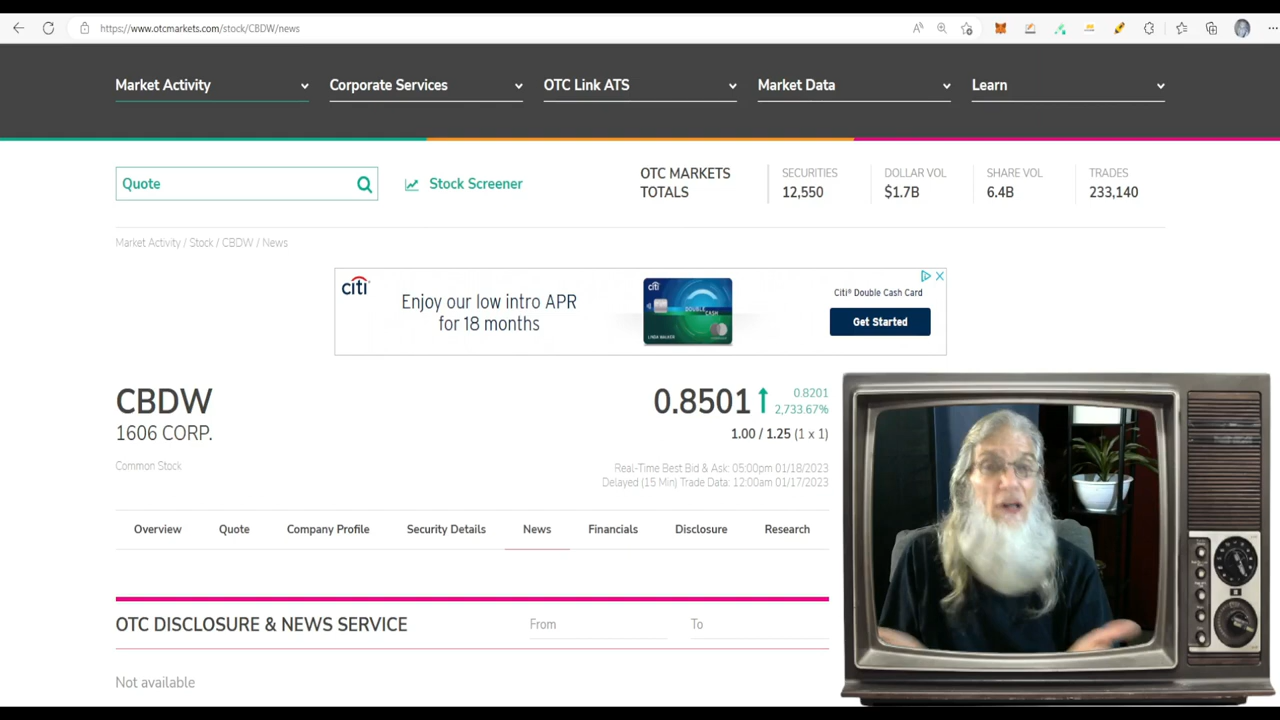 https://www.otcmarkets.com/stock/CBDW/news
Market Activity
Corporate Services
OTC Link ATS
Market Data
Learn
Quote
Stock Screener
OTC MARKETS
TOTALS
SECURITIES
12,550
DOLLAR VOL
$1.7B
SHARE VOL
6.4B
TRADES
233,140
Market Activity / Stock / CBDW / News
citi
Enjoy our low intro APR
for 18 months
citi
DOUBLE
CASH
LINDA WALKER
Citi® Double Cash Card
Get Started
CBDW
1606 CORP.
Common Stock
0.8501
0.8201
2,733.67%
1.00 / 1.25 (1 x 1)
Real-Time Best Bid & Ask: 05:00pm 01/18/2023
Delayed (15 Min) Trade Data: 12:00am 01/17/2023
Overview
Quote
Company Profile
Security Details
News
Financials
Disclosure
Research
OTC DISCLOSURE & NEWS SERVICE
From
To
Not available